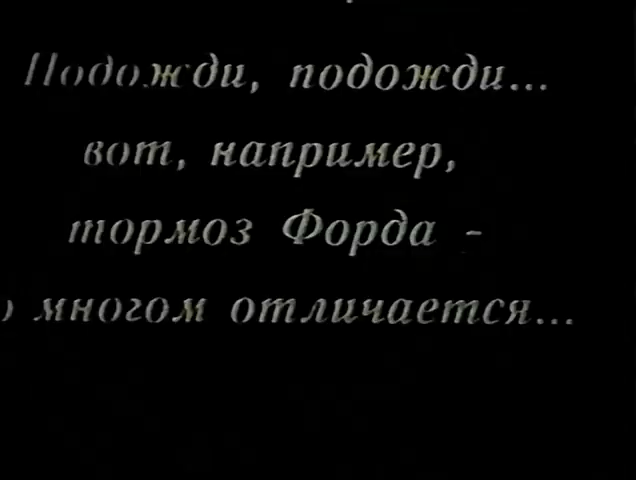 Подожди, подожди...
вот, например,
тормоз Форда -
о многом отличается...